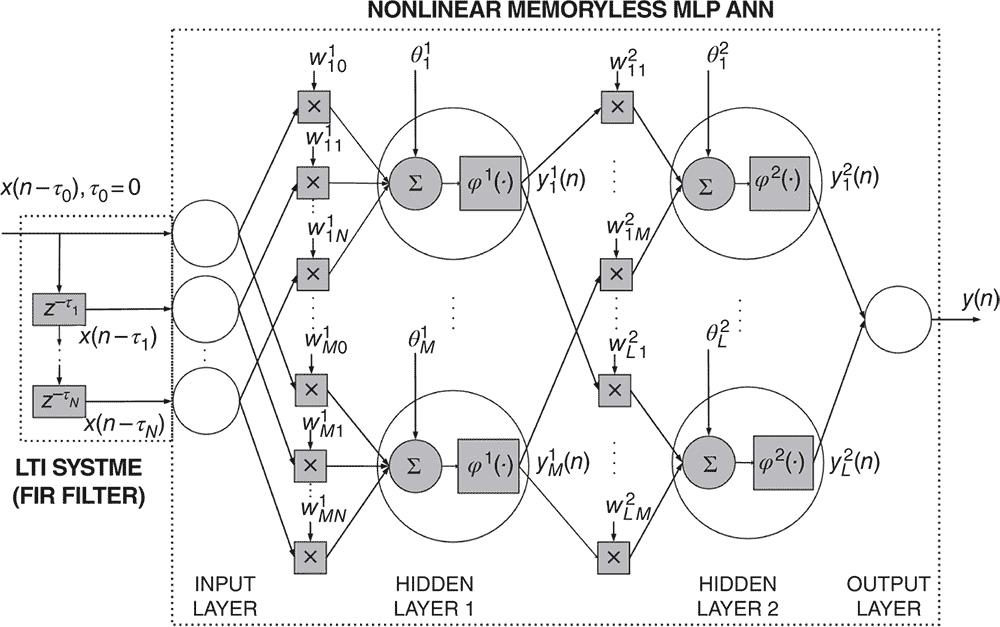 NONLINEAR MEMORYLESS MLP ANN
w¹₁₀
θ¹₁
w²₁₁
θ²₁
×
×
w¹₁₁
x(n−τ₀), τ₀=0
×
Σ
φ¹(·)
y¹₁(n)
Σ
φ²(·)
y²₁(n)
w¹₁N
w²₁M
×
×
z^−τ₁
x(n−τ₁)
y(n)
w¹M0
θ¹M
w²L1
θ²L
z^−τN
×
×
x(n−τN)
w¹M1
LTI SYSTME
(FIR FILTER)
×
Σ
φ¹(·)
y¹M(n)
Σ
φ²(·)
y²L(n)
w¹MN
w²LM
×
×
INPUT
LAYER
HIDDEN
LAYER 1
HIDDEN
LAYER 2
OUTPUT
LAYER